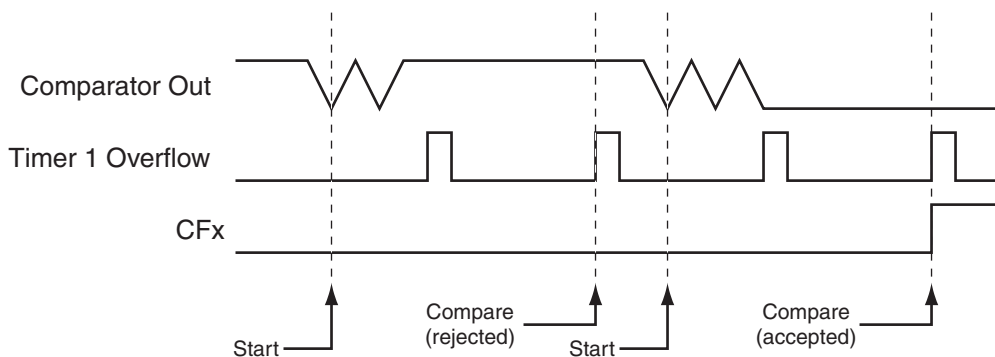 Comparator Out
Timer 1 Overflow
CFx
Start
Compare
(rejected)
Start
Compare
(accepted)